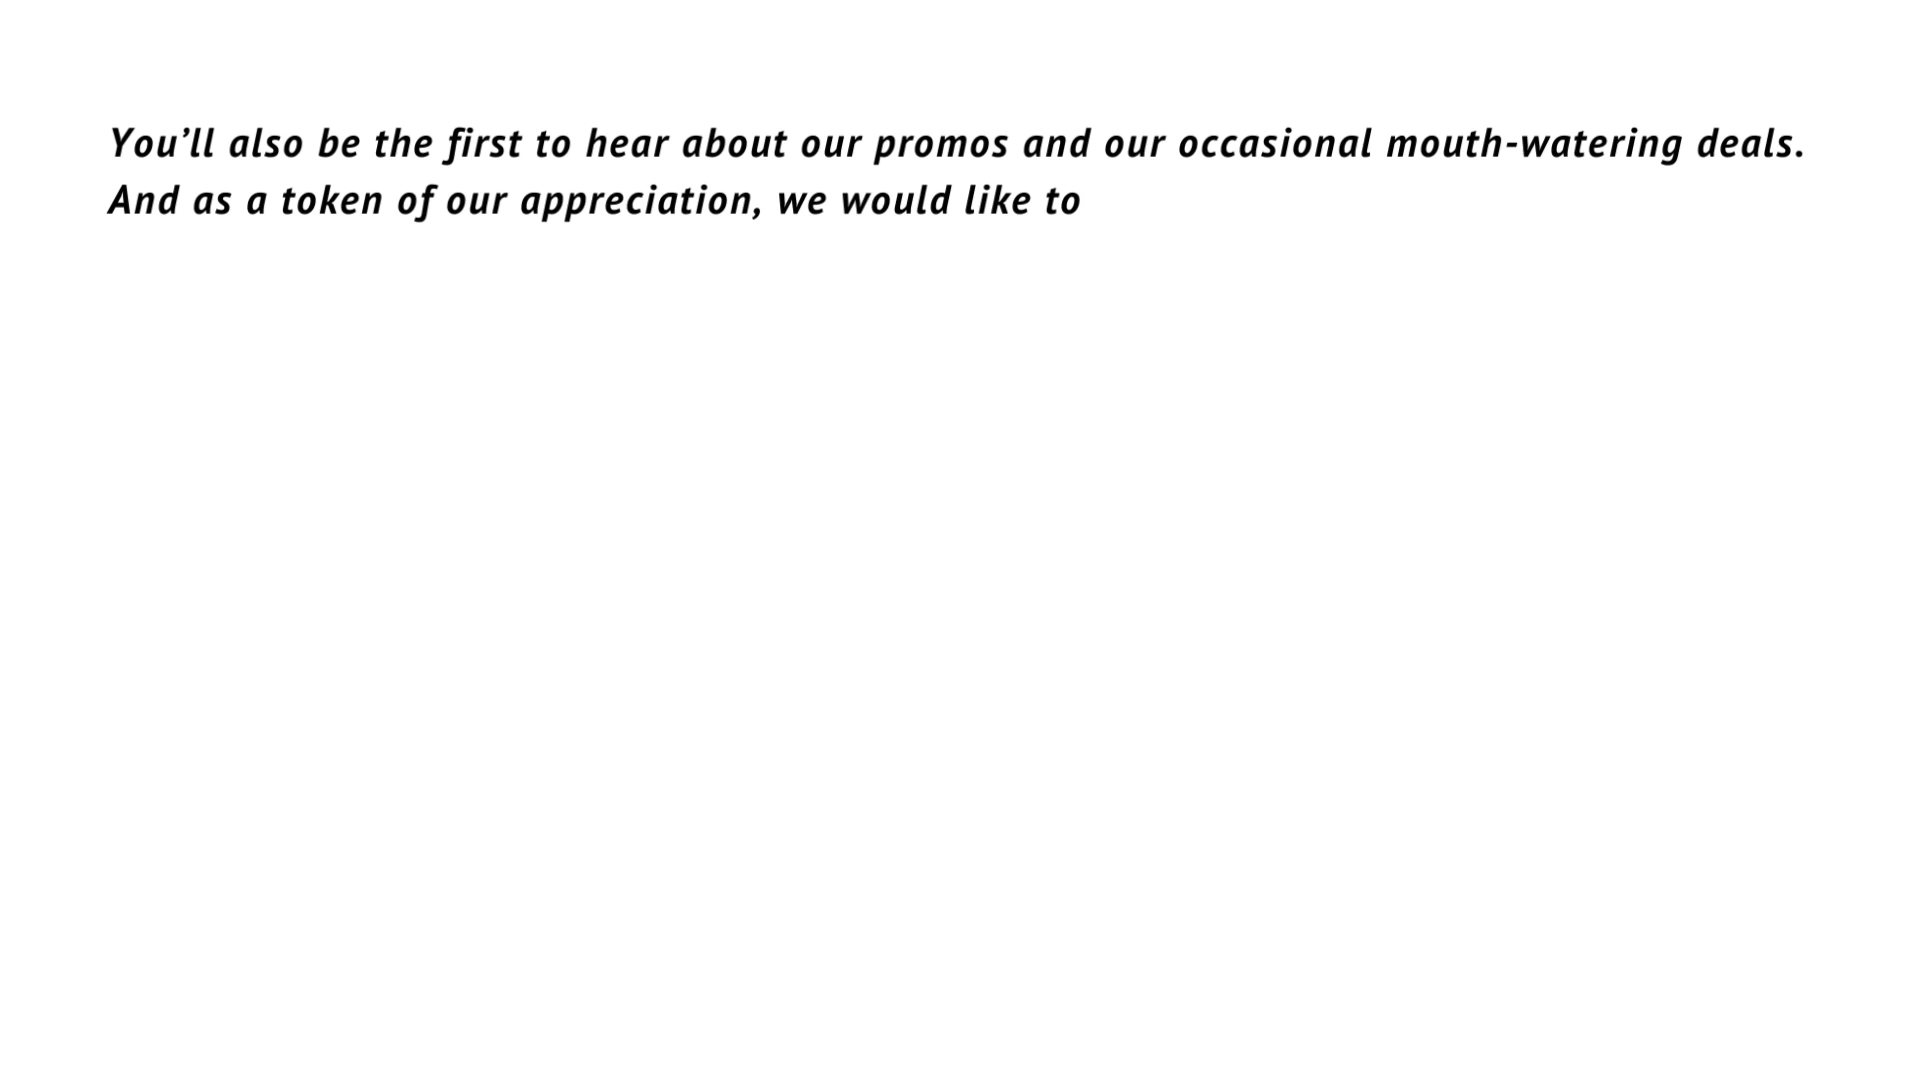 You’ll also be the first to hear about our promos and our occasional mouth-watering deals.
And as a token of our appreciation, we would like to